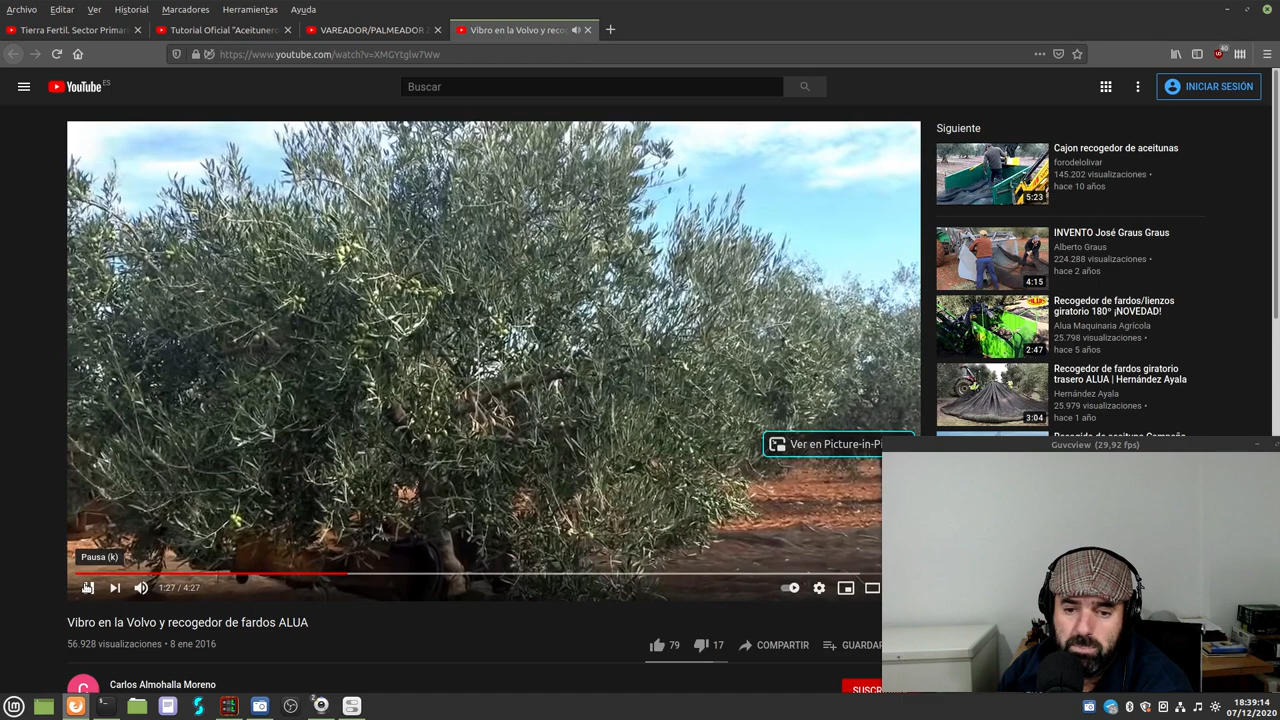 Archivo Editar Ver Historial Marcadores Herramientas Ayuda
Tierra Fertil. Sector Primar
Tutorial Oficial "Aceitunero
VAREADOR/PALMEADOR
Vibro en la Volvo y recog
https://www.youtube.com/watch?v=XMGYtglw7Ww
40
YouTube ES
Buscar
INICIAR SESIÓN
Siguiente
Cajon recogedor de aceitunas
forodelolivar
145.202 visualizaciones •
hace 10 años
5:23
INVENTO José Graus Graus
Alberto Graus
224.288 visualizaciones •
hace 2 años
4:15
Recogedor de fardos/lienzos
giratorio 180º ¡NOVEDAD!
Alua Maquinaria Agrícola
25.798 visualizaciones •
hace 5 años
2:47
Recogedor de fardos giratorio
trasero ALUA | Hernández Ayala
Hernández Ayala
25.979 visualizaciones •
hace 1 año
3:04
Ver en Picture-in-Pi
Guvcview (29,92 fps)
Pausa (k)
1:27 / 4:27
Vibro en la Volvo y recogedor de fardos ALUA
56.928 visualizaciones • 8 ene 2016
79
17
COMPARTIR
GUARDAR
Carlos Almohalla Moreno
SUSCR
18:39:14
07/12/2020